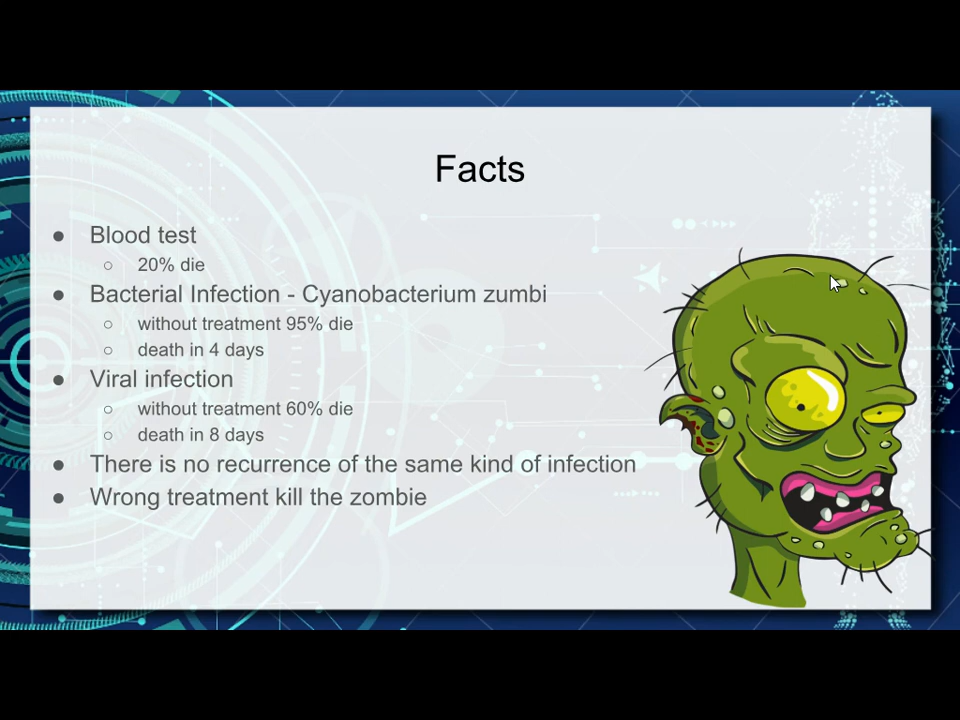 Facts
● Blood test
○ 20% die
● Bacterial Infection - Cyanobacterium zumbi
○ without treatment 95% die
○ death in 4 days
● Viral infection
○ without treatment 60% die
○ death in 8 days
● There is no recurrence of the same kind of infection
● Wrong treatment kill the zombie